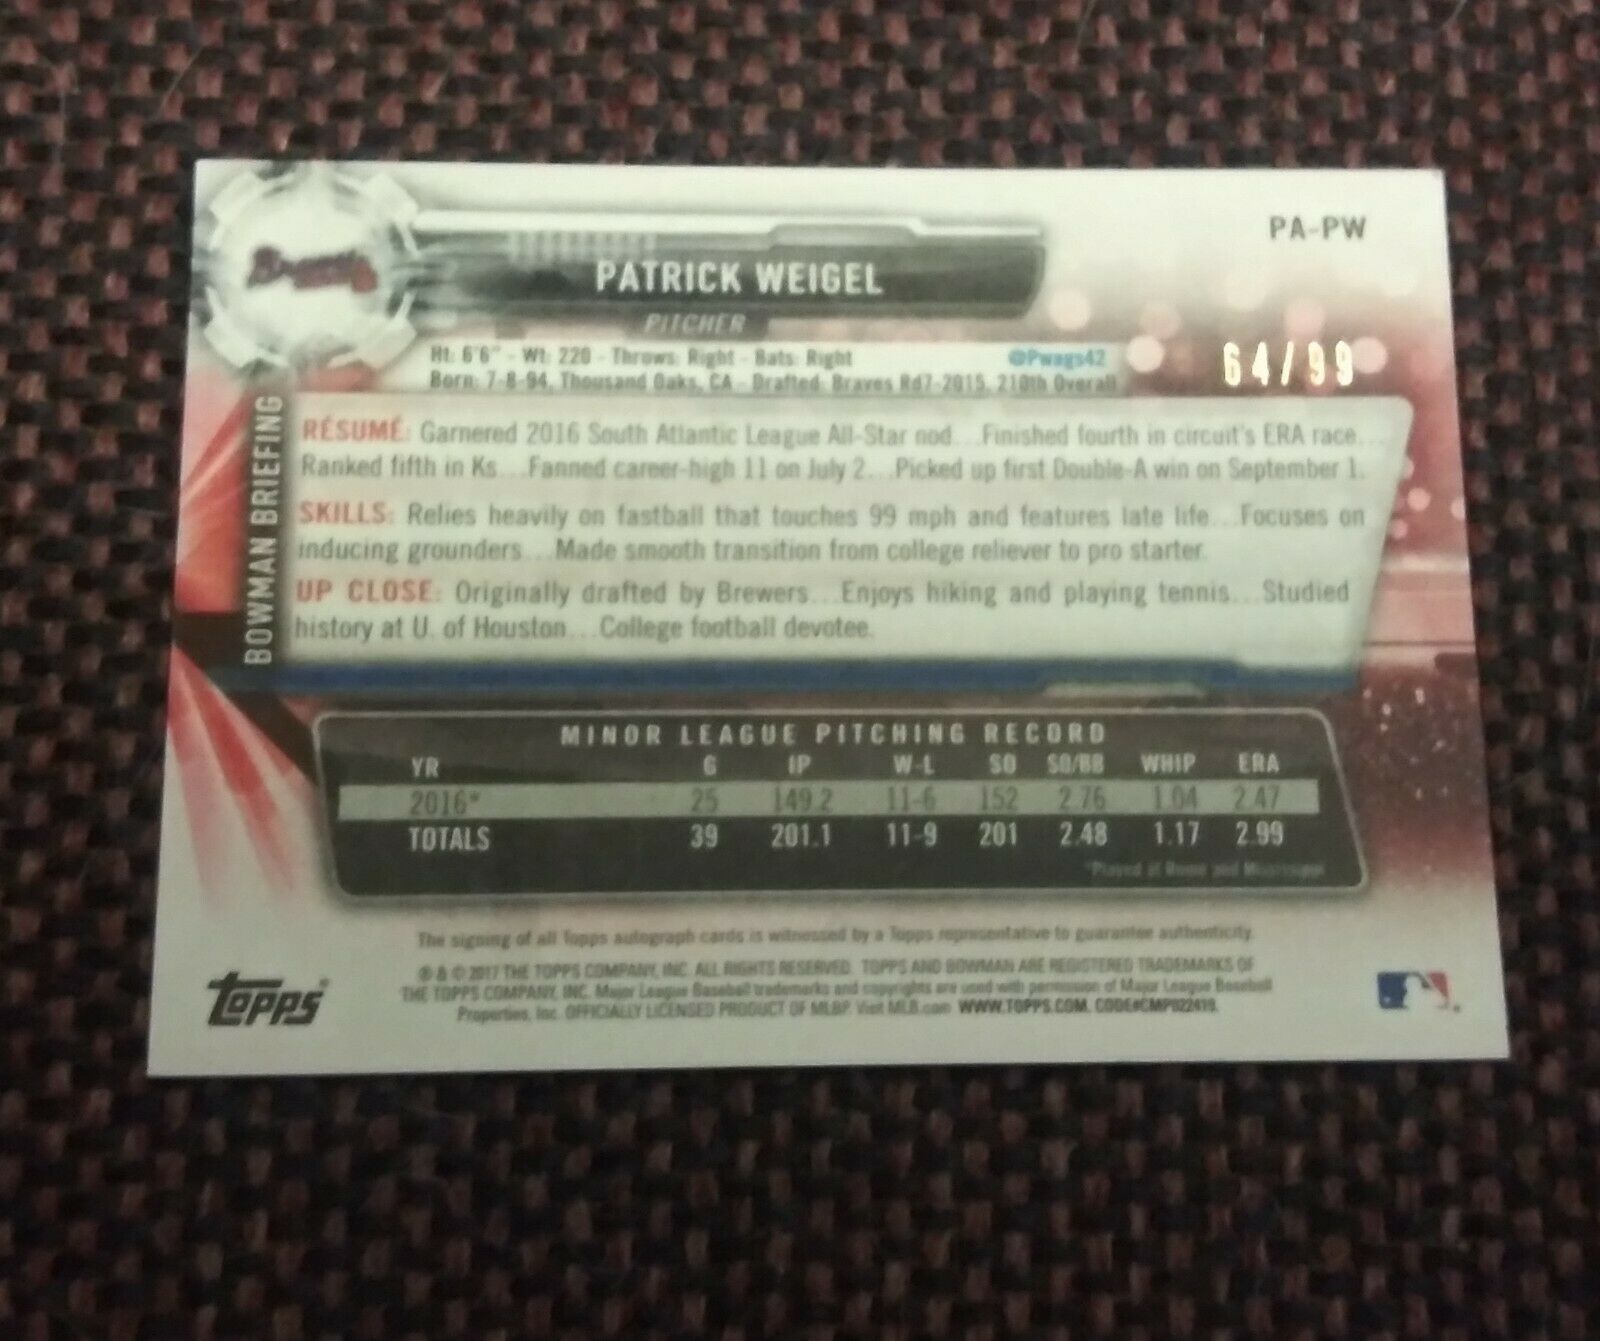 PA-PW
Braves
PATRICK WEIGEL
PITCHER
Ht: 6'6" - Wt: 220 - Throws: Right - Bats: Right @Pwags42
64/99
Born: 7-8-94, Thousand Oaks, CA - Drafted: Braves Rd7-2015, 210th Overall
BOWMAN BRIEFING
RÉSUMÉ: Garnered 2016 South Atlantic League All-Star nod...Finished fourth in circuit's ERA race...
Ranked fifth in Ks...Fanned career-high 11 on July 2...Picked up first Double-A win on September 1.
SKILLS: Relies heavily on fastball that touches 99 mph and features late life...Focuses on
inducing grounders...Made smooth transition from college reliever to pro starter.
UP CLOSE: Originally drafted by Brewers...Enjoys hiking and playing tennis...Studied
history at U. of Houston...College football devotee.
MINOR LEAGUE PITCHING RECORD
YR G IP W-L SO SO/BB WHIP ERA
2016* 25 149.2 11-6 152 2.76 1.04 2.47
TOTALS 39 201.1 11-9 201 2.48 1.17 2.99
*Played at Rome and Mississippi
The signing of all Topps autograph cards is witnessed by a Topps representative to guarantee authenticity.
® & © 2017 THE TOPPS COMPANY, INC. ALL RIGHTS RESERVED. TOPPS AND BOWMAN ARE REGISTERED TRADEMARKS OF
THE TOPPS COMPANY, INC. Major League Baseball trademarks and copyrights are used with permission of Major League Baseball
Properties, Inc. OFFICIALLY LICENSED PRODUCT OF MLBP. Visit MLB.com WWW.TOPPS.COM. CODE#CMP022419.
TOPPS®